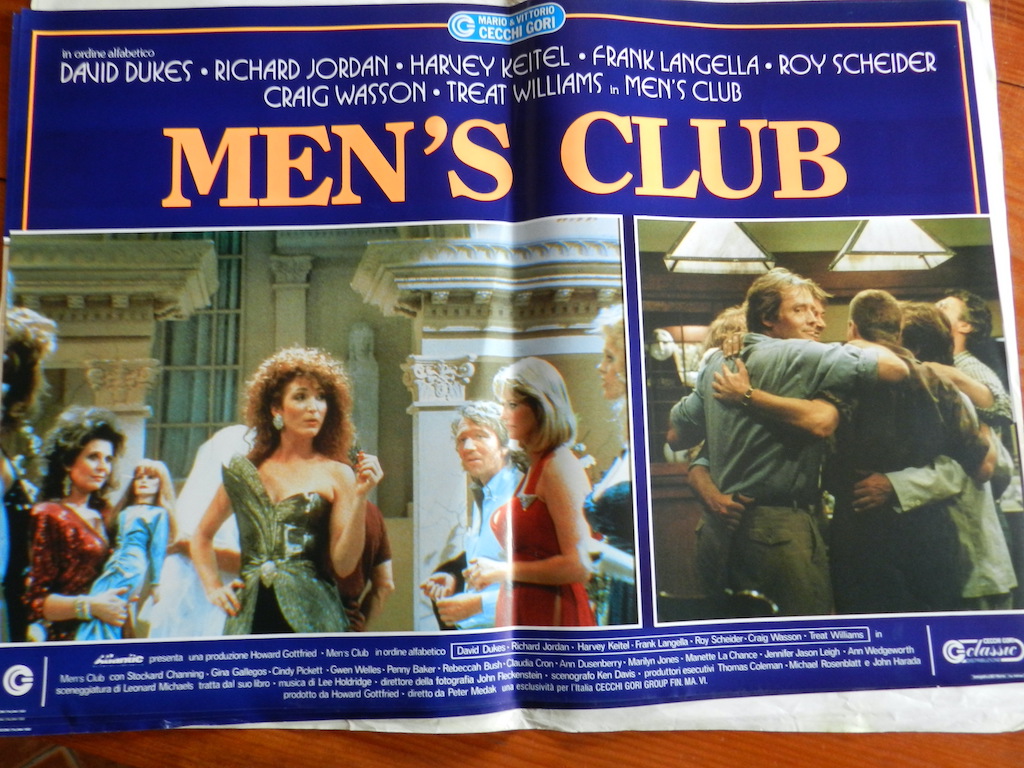 MARIO & VITTORIO
CECCHI GORI
in ordine alfabetico
DAVID DUKES • RICHARD JORDAN • HARVEY KEITEL • FRANK LANGELLA • ROY SCHEIDER
CRAIG WASSON • TREAT WILLIAMS in MEN'S CLUB
MEN'S CLUB
Atlantic presenta una produzione Howard Gottfried • Men's Club in ordine alfabetico David Dukes • Richard Jordan • Harvey Keitel • Frank Langella • Roy Scheider • Craig Wasson • Treat Williams in
Men's Club con Stockard Channing • Gina Gallegos • Cindy Pickett • Gwen Welles • Penny Baker • Rebeccah Bush • Claudia Cron • Ann Dusenberry • Marilyn Jones • Manette La Chance • Jennifer Jason Leigh • Ann Wedgeworth
sceneggiatura di Leonard Michaels tratta dal suo libro • musica di Lee Holdridge • direttore della fotografia John Fleckenstein • scenografo Ken Davis • produttori esecutivi Thomas Coleman • Michael Rosenblatt e John Harada
prodotto da Howard Gottfried • diretto da Peter Medak una esclusività per l'Italia CECCHI GORI GROUP FIN. MA. VI.
CECCHI GORI
classic